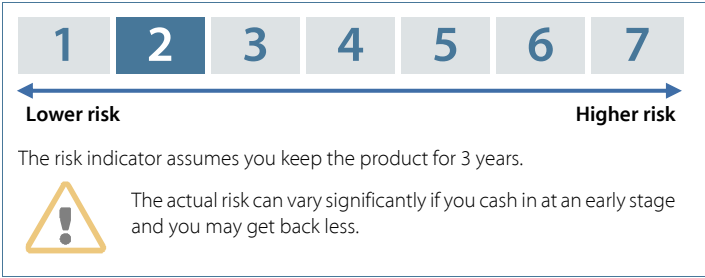 1 2 3 4 5 6 7
Lower risk Higher risk
The risk indicator assumes you keep the product for 3 years.
The actual risk can vary significantly if you cash in at an early stage
and you may get back less.